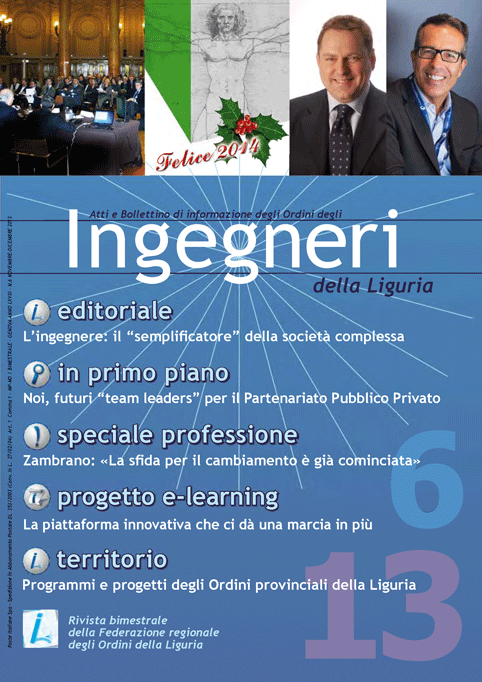 Felice 2014
Atti e Bollettino di informazione degli Ordini degli
Ingegneri
della Liguria
editoriale
L'ingegnere: il “semplificatore” della società complessa
in primo piano
Noi, futuri “team leaders” per il Partenariato Pubblico Privato
speciale professione
Zambrano: «La sfida per il cambiamento è già cominciata»
progetto e-learning
La piattaforma innovativa che ci dà una marcia in più
territorio
Programmi e progetti degli Ordini provinciali della Liguria
6
13
Rivista bimestrale
della Federazione regionale
degli Ordini della Liguria